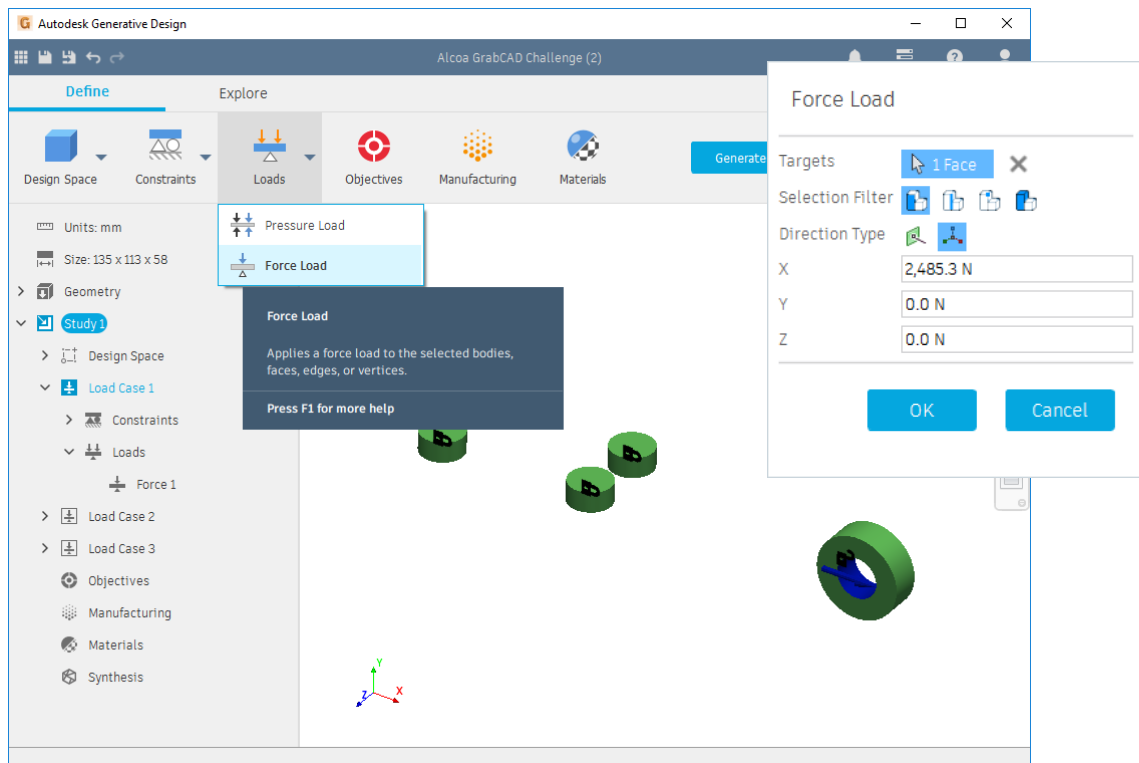 Autodesk Generative Design
Alcoa GrabCAD Challenge (2)
Define
Explore
Design Space
Constraints
Loads
Objectives
Manufacturing
Materials
Generate
Units: mm
Size: 135 x 113 x 58
Geometry
Study 1
Design Space
Load Case 1
Constraints
Loads
Force 1
Load Case 2
Load Case 3
Objectives
Manufacturing
Materials
Synthesis
Pressure Load
Force Load
Force Load
Applies a force load to the selected bodies,
faces, edges, or vertices.
Press F1 for more help
Y
Z
X
Force Load
Targets
1 Face
Selection Filter
Direction Type
X
2,485.3 N
Y
0.0 N
Z
0.0 N
OK
Cancel